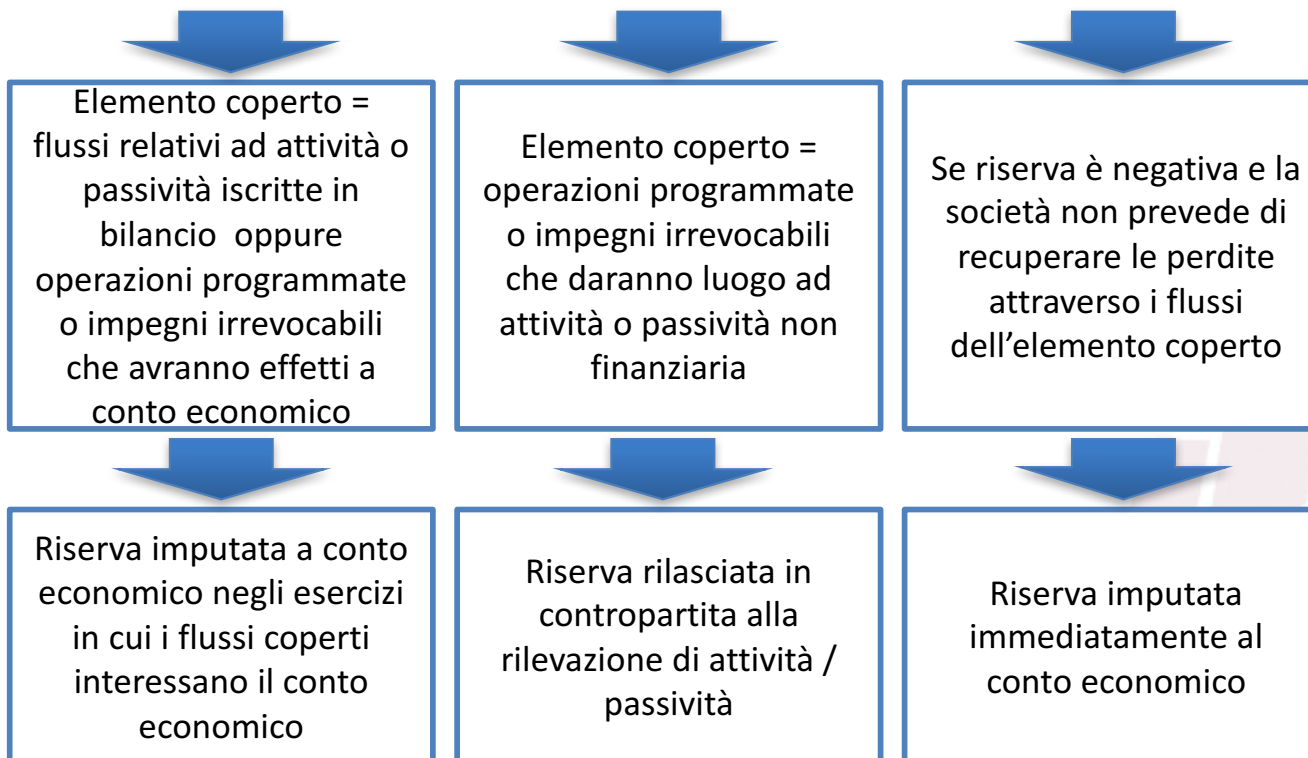 Elemento coperto =
flussi relativi ad attività o
passività iscritte in
bilancio oppure
operazioni programmate
o impegni irrevocabili
che avranno effetti a
conto economico
Elemento coperto =
operazioni programmate
o impegni irrevocabili
che daranno luogo ad
attività o passività non
finanziaria
Se riserva è negativa e la
società non prevede di
recuperare le perdite
attraverso i flussi
dell’elemento coperto
Riserva imputata a conto
economico negli esercizi
in cui i flussi coperti
interessano il conto
economico
Riserva rilasciata in
contropartita alla
rilevazione di attività /
passività
Riserva imputata
immediatamente al
conto economico